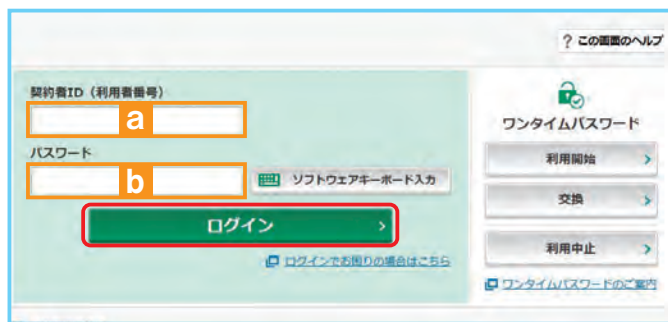 ? この画面のヘルプ
契約者ID（利用者番号）
a
パスワード
b
ソフトウェアキーボード入力
ログイン
ログインでお困りの場合はこちら
ワンタイムパスワード
利用開始
交換
利用中止
ワンタイムパスワードのご案内